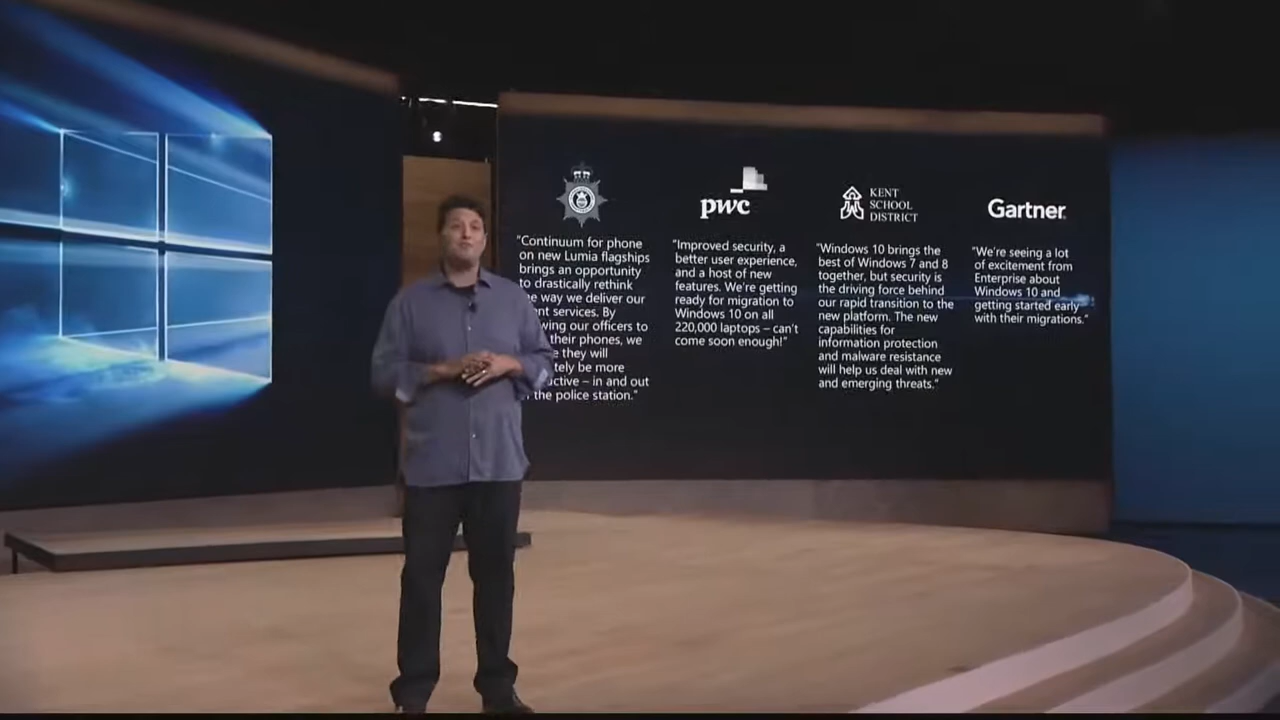 "Continuum for phone
on new Lumia flagships
brings an opportunity
to drastically rethink
way we deliver our
services. By
officers to
their phones, we
they will
be more
– in and out
the police station."
pwc
"Improved security, a
better user experience,
and a host of new
features. We're getting
ready for migration to
Windows 10 on all
220,000 laptops – can't
come soon enough!"
KENT
SCHOOL
DISTRICT
"Windows 10 brings the
best of Windows 7 and 8
together, but security is
the driving force behind
our rapid transition to the
new platform. The new
capabilities for
information protection
and malware resistance
will help us deal with new
and emerging threats."
Gartner
"We're seeing a lot
of excitement from
Enterprise about
Windows 10 and
getting started early
with their migrations."